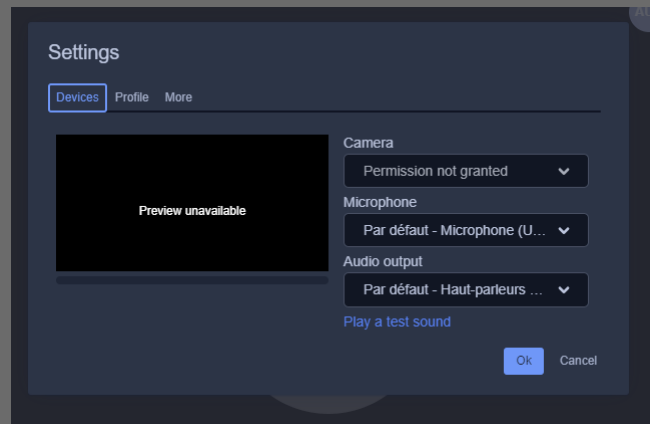 Settings
Devices Profile More
Camera
Permission not granted
Preview unavailable
Microphone
Par défaut - Microphone (U...
Audio output
Par défaut - Haut-parleurs ...
Play a test sound
Ok Cancel